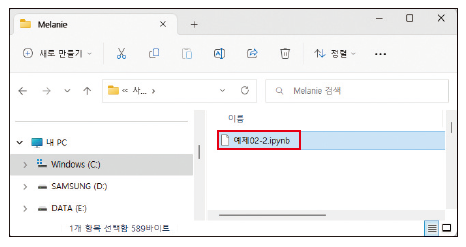 Melanie
새로 만들기
정렬
« 사...
Melanie 검색
이름
내 PC
Windows (C:)
SAMSUNG (D:)
DATA (E:)
예제02-2.ipynb
1개 항목 선택함 589바이트